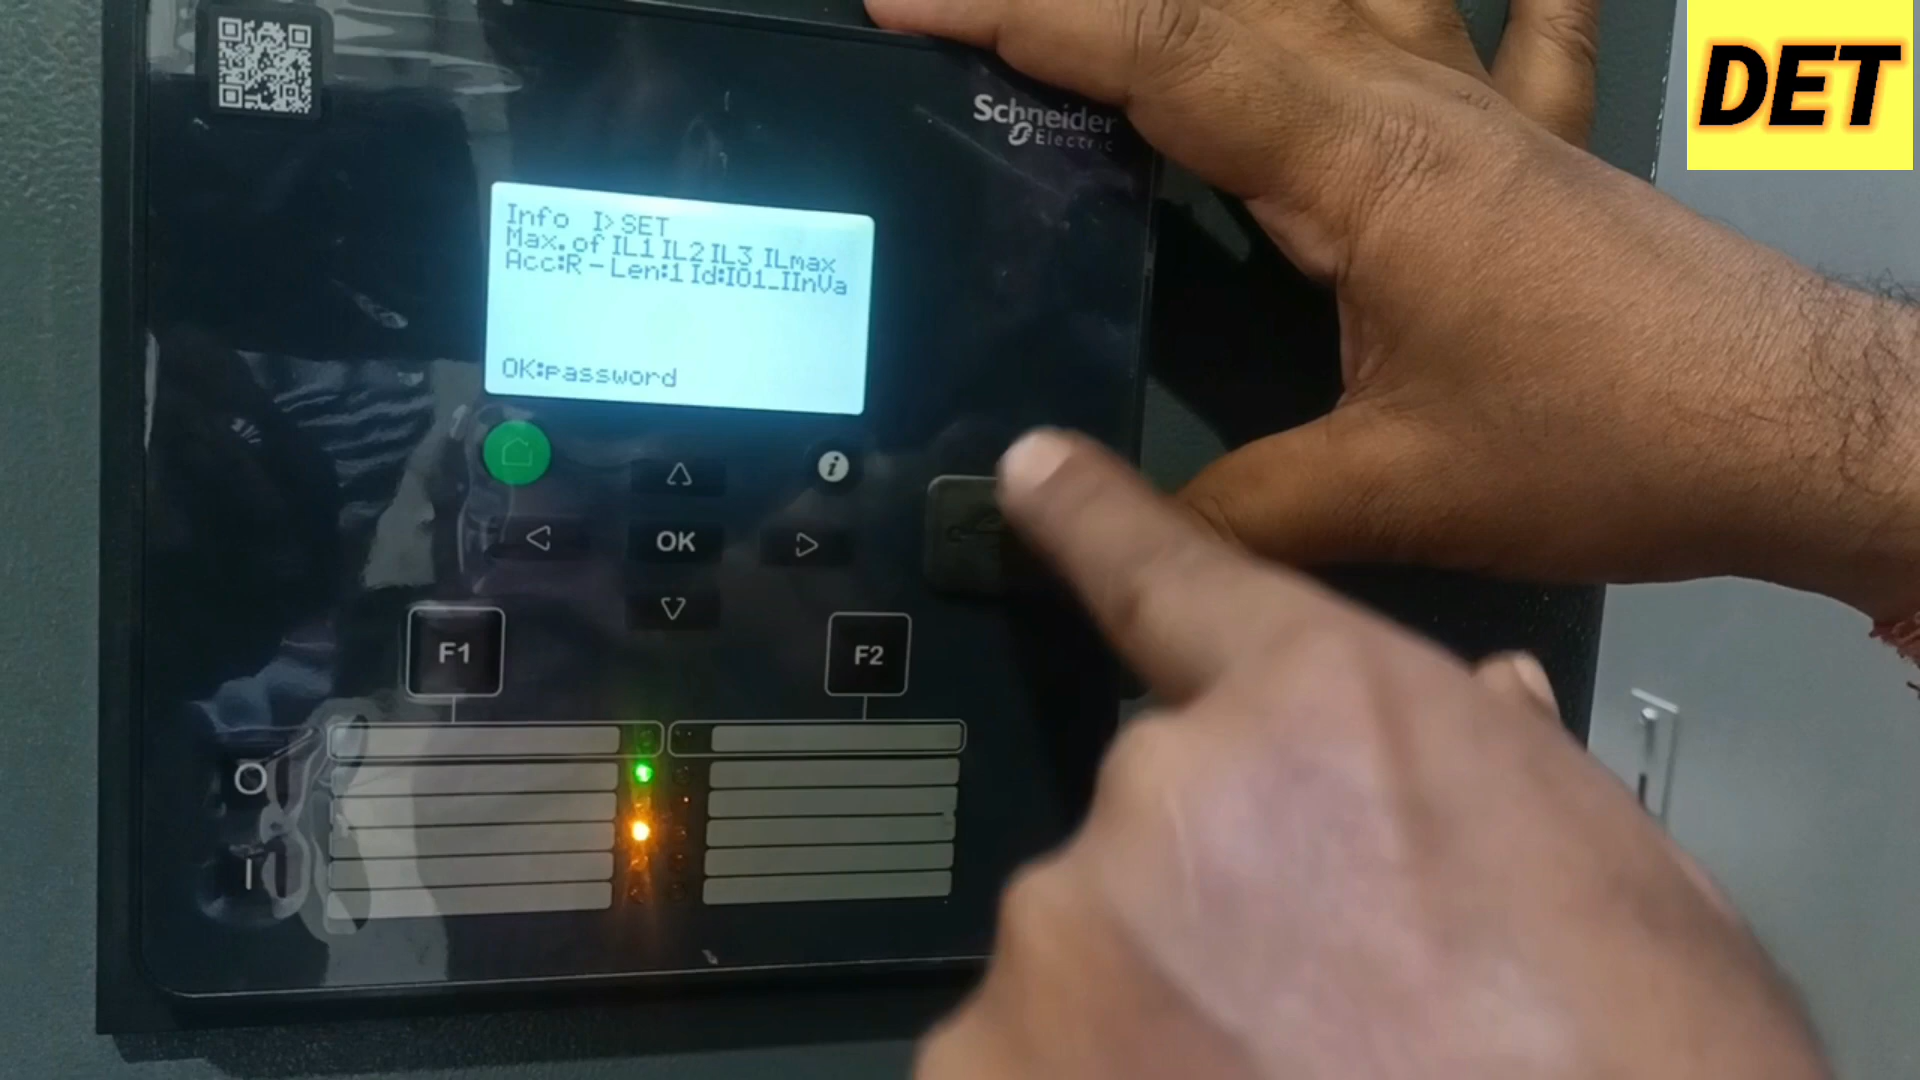 DET
Schneider
Electric
Info I> SET
Max. of IL1 IL2 IL3 ILmax
Acc:R - Len:1 Id:I01_IInVa
OK:password
i
OK
F1
F2
O
I